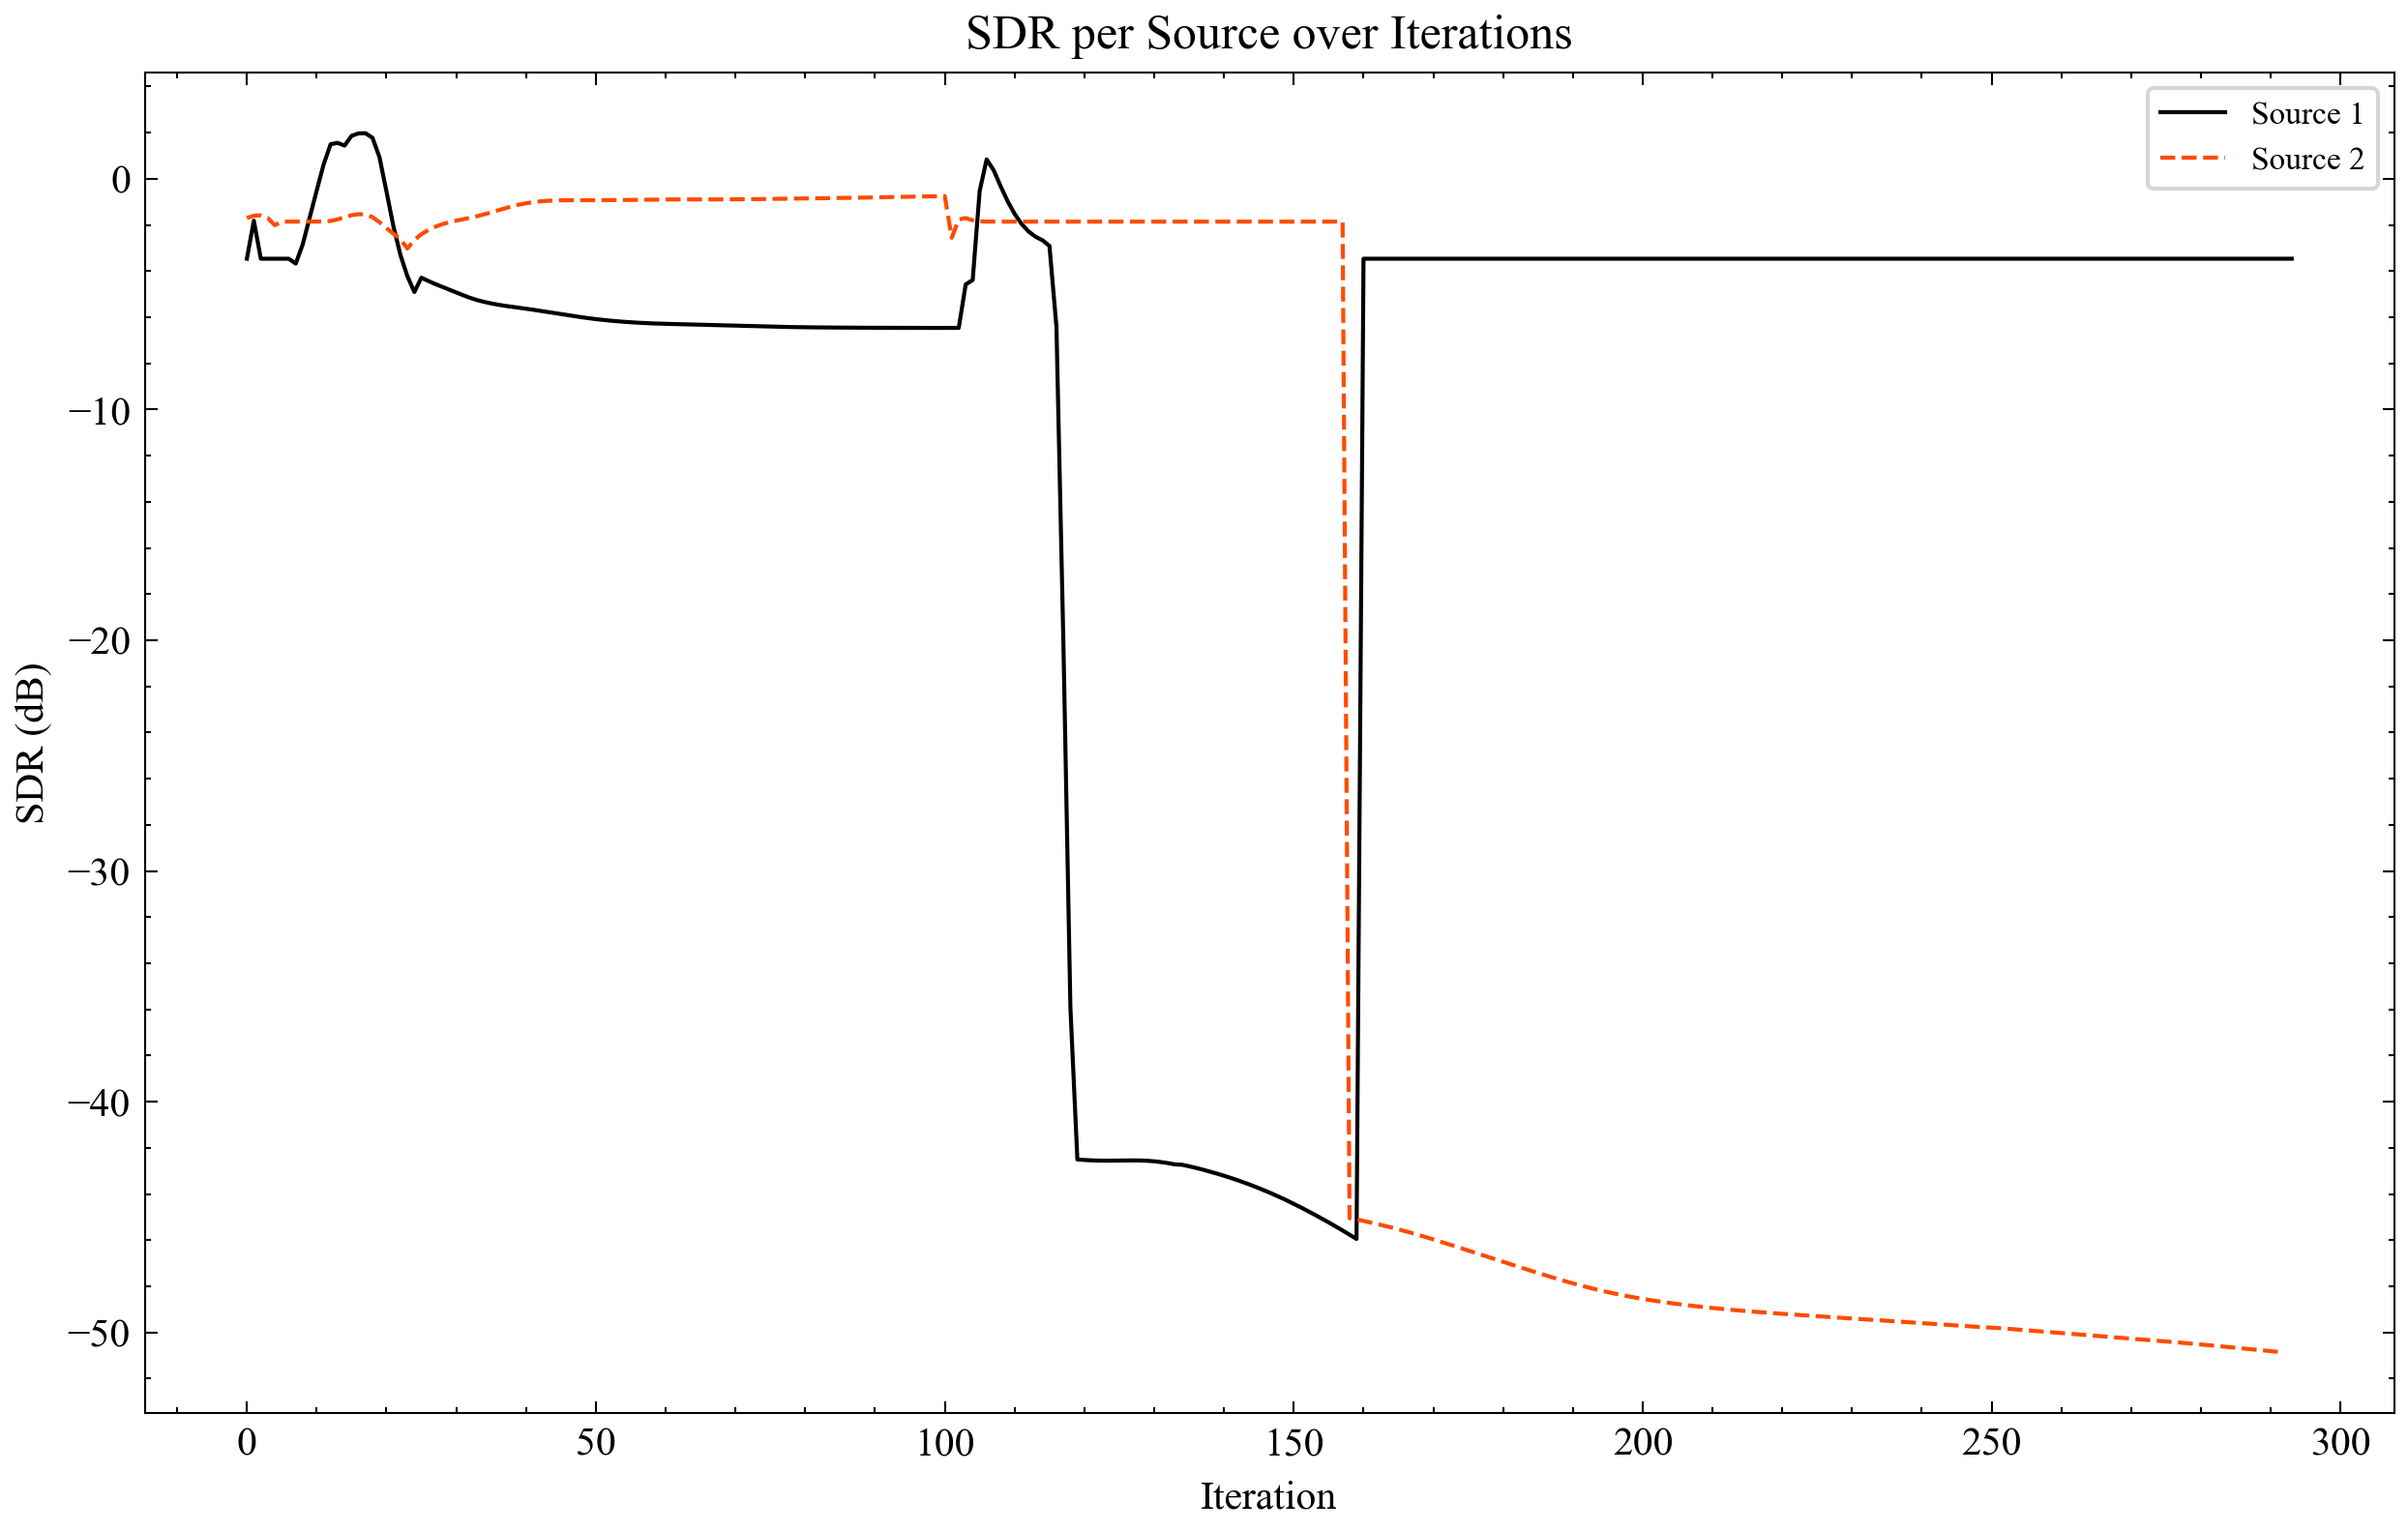 SDR per Source over Iterations
Source 1
Source 2
0
−10
−20
−30
−40
−50
SDR (dB)
0 50 100 150 200 250 300
Iteration